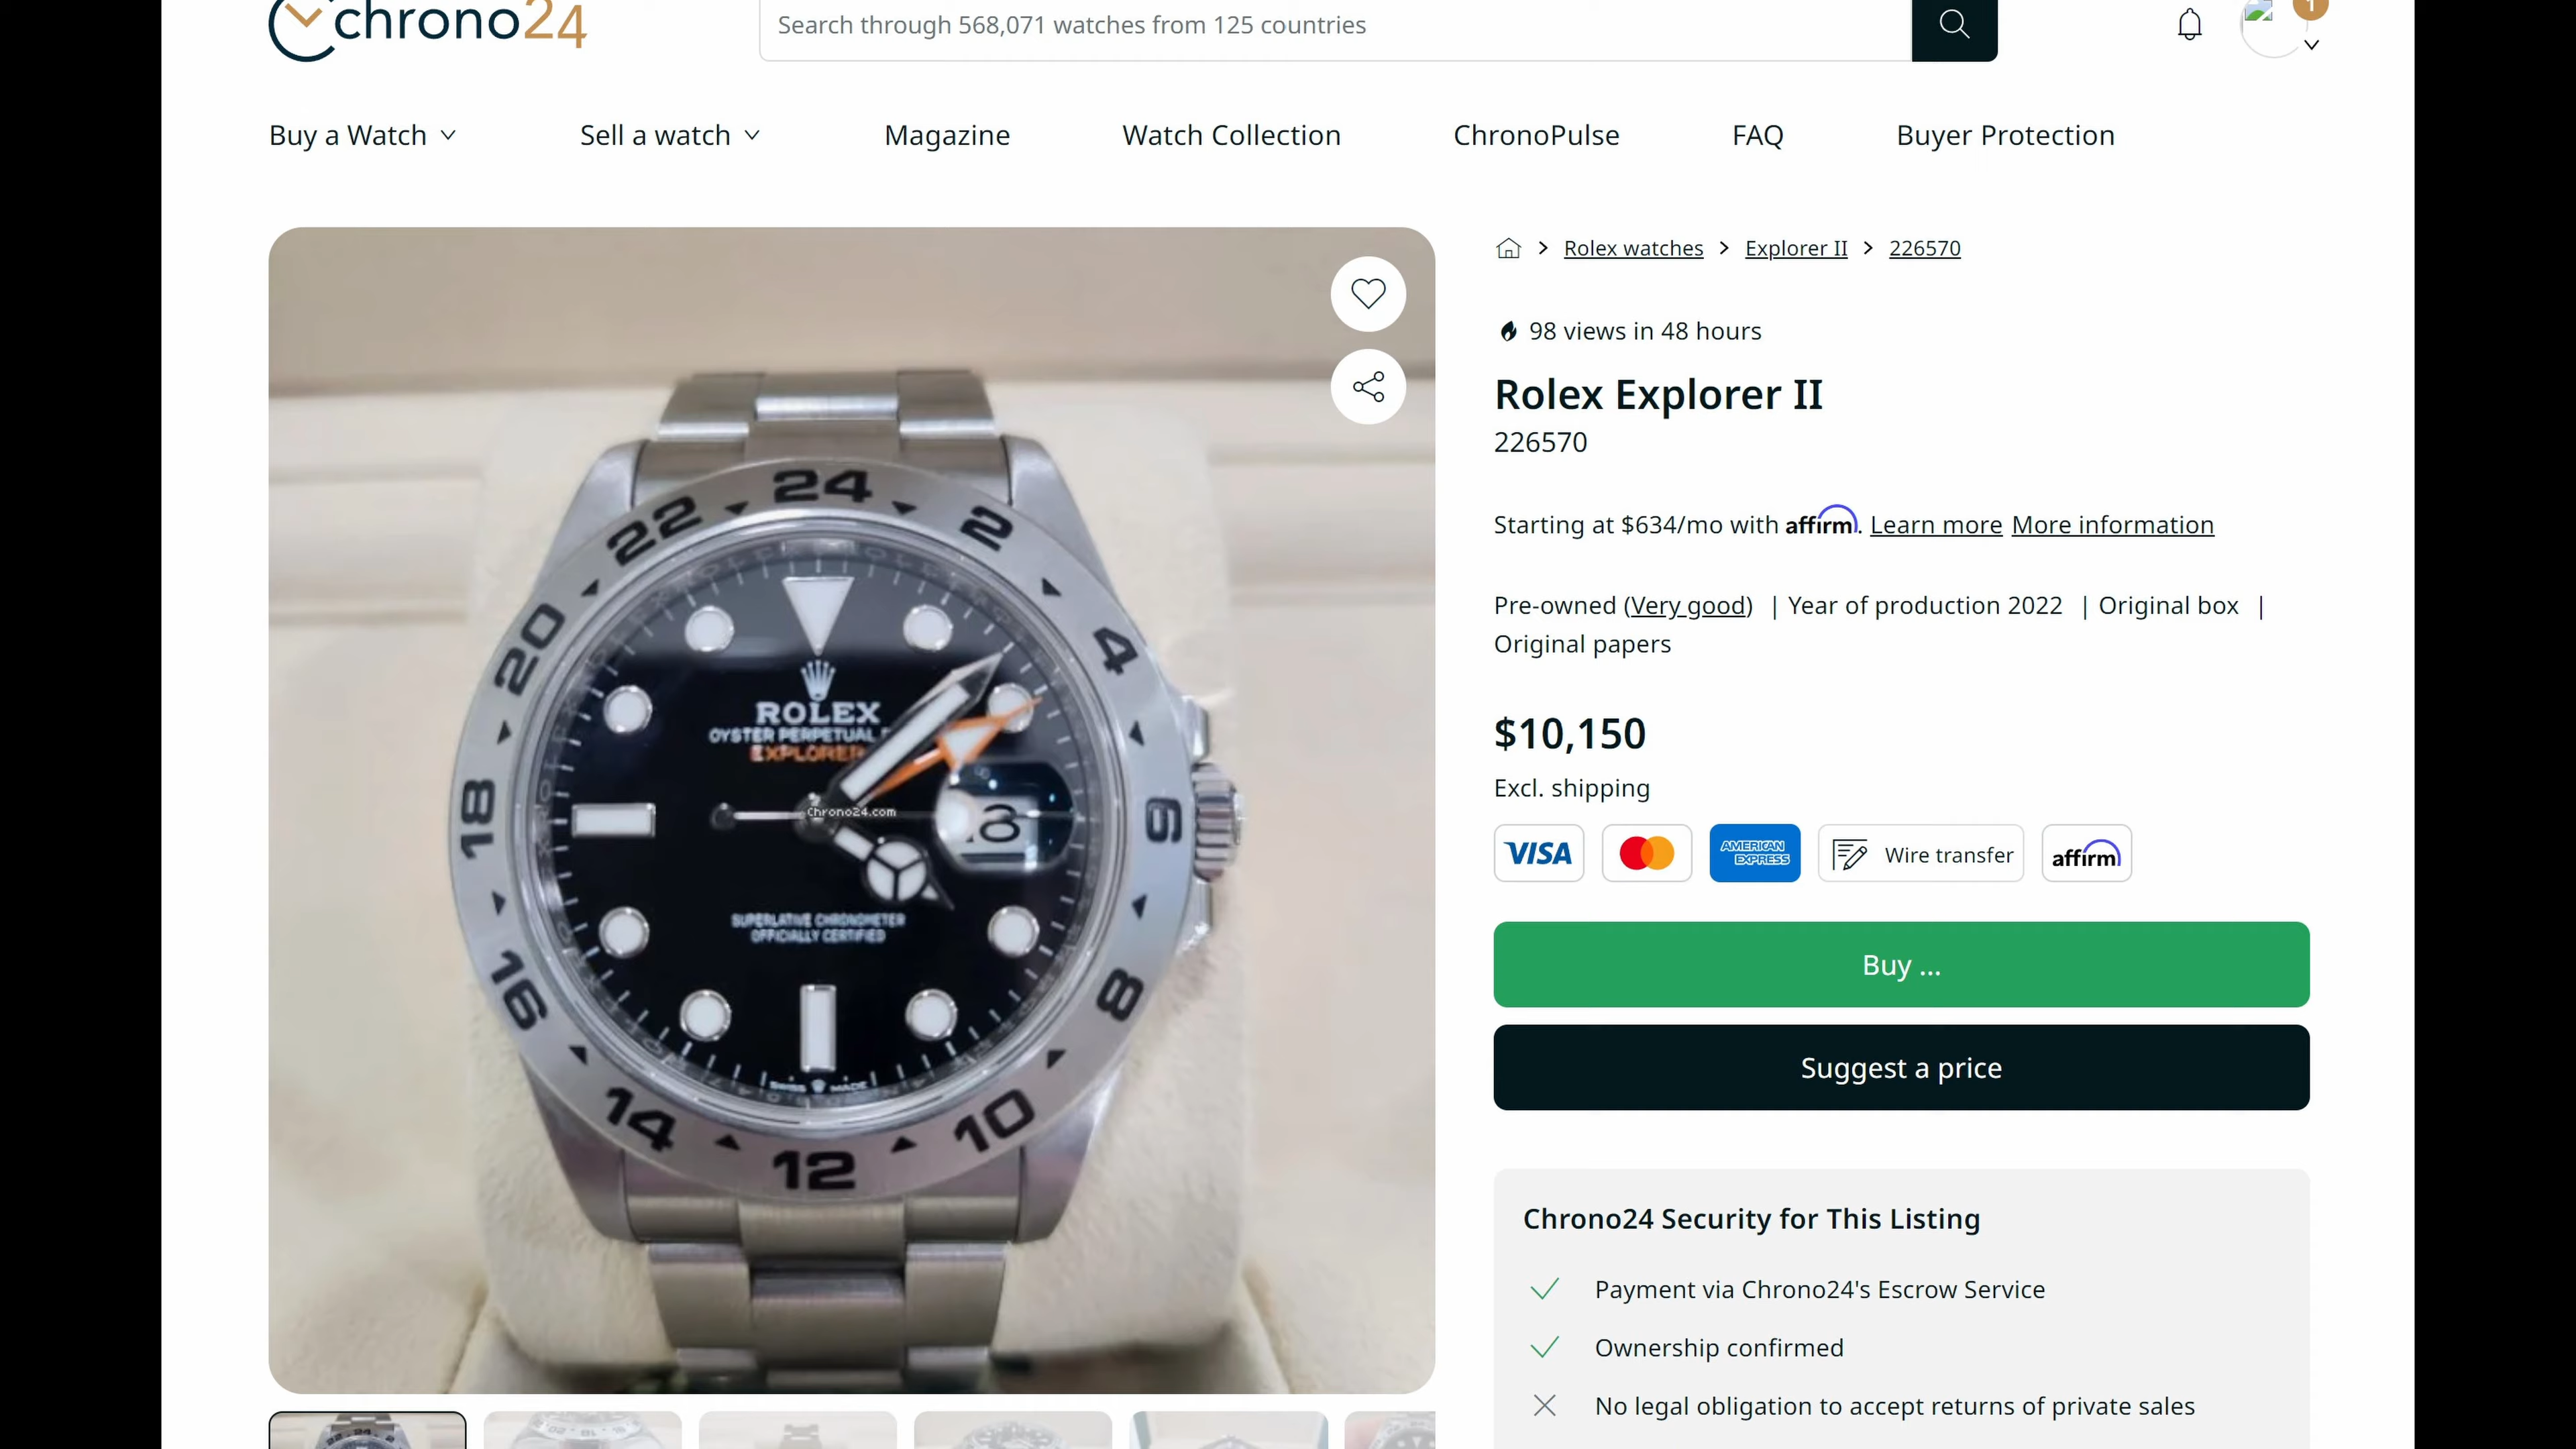 chrono24
Search through 568,071 watches from 125 countries
1
Buy a Watch
Sell a watch
Magazine
Watch Collection
ChronoPulse
FAQ
Buyer Protection
Rolex watches > Explorer II > 226570
98 views in 48 hours
Rolex Explorer II
226570
Starting at $634/mo with affirm. Learn more More information
Pre-owned (Very good) | Year of production 2022 | Original box |
Original papers
$10,150
Excl. shipping
VISA
AMERICAN EXPRESS
Wire transfer
affirm
Buy ...
Suggest a price
Chrono24 Security for This Listing
Payment via Chrono24's Escrow Service
Ownership confirmed
No legal obligation to accept returns of private sales
24
2
4
6
8
10
12
14
16
18
20
22
ROLEX
OYSTER PERPETUAL
EXPLORER
Chrono24.com
8
SUPERLATIVE CHRONOMETER
OFFICIALLY CERTIFIED
SWISS MADE